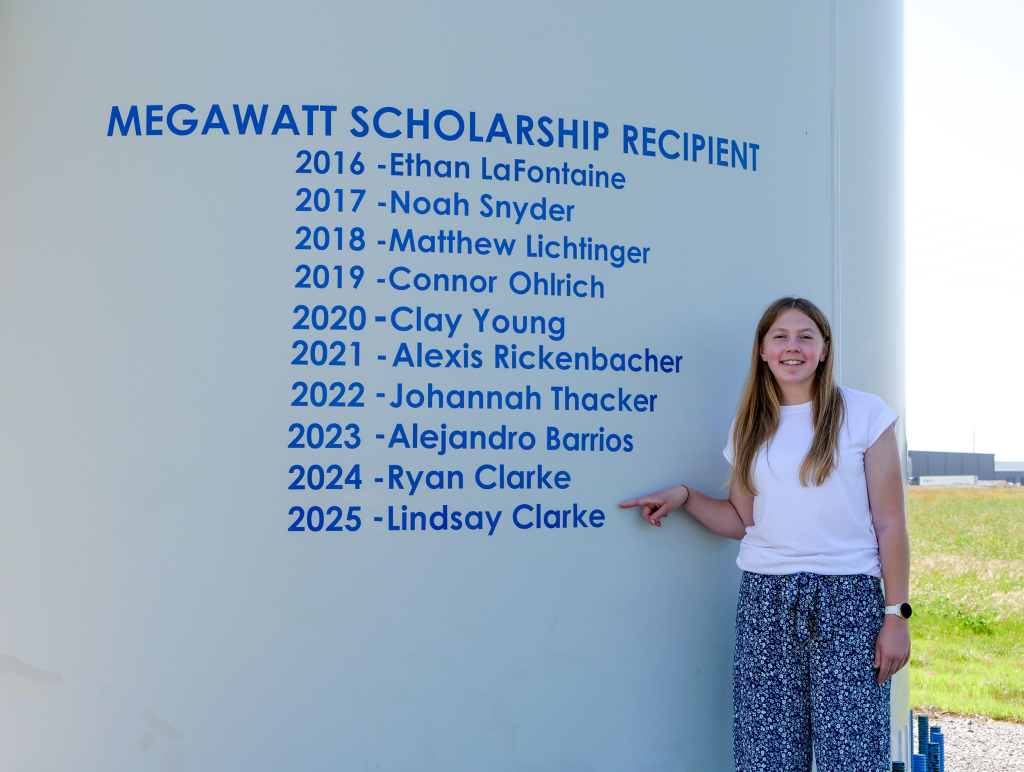 MEGAWATT SCHOLARSHIP RECIPIENT
2016 -Ethan LaFontaine
2017 -Noah Snyder
2018 -Matthew Lichtinger
2019 -Connor Ohlrich
2020 -Clay Young
2021 -Alexis Rickenbacher
2022 -Johannah Thacker
2023 -Alejandro Barrios
2024 -Ryan Clarke
2025 -Lindsay Clarke